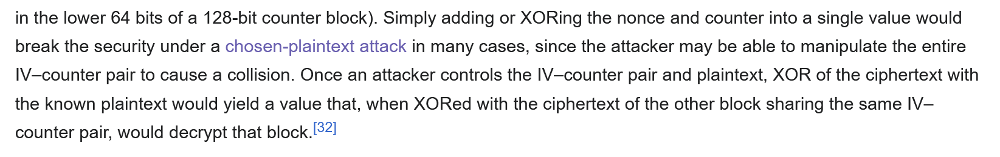 in the lower 64 bits of a 128-bit counter block). Simply adding or XORing the nonce and counter into a single value would
break the security under a chosen-plaintext attack in many cases, since the attacker may be able to manipulate the entire
IV–counter pair to cause a collision. Once an attacker controls the IV–counter pair and plaintext, XOR of the ciphertext with
the known plaintext would yield a value that, when XORed with the ciphertext of the other block sharing the same IV–
counter pair, would decrypt that block.[32]